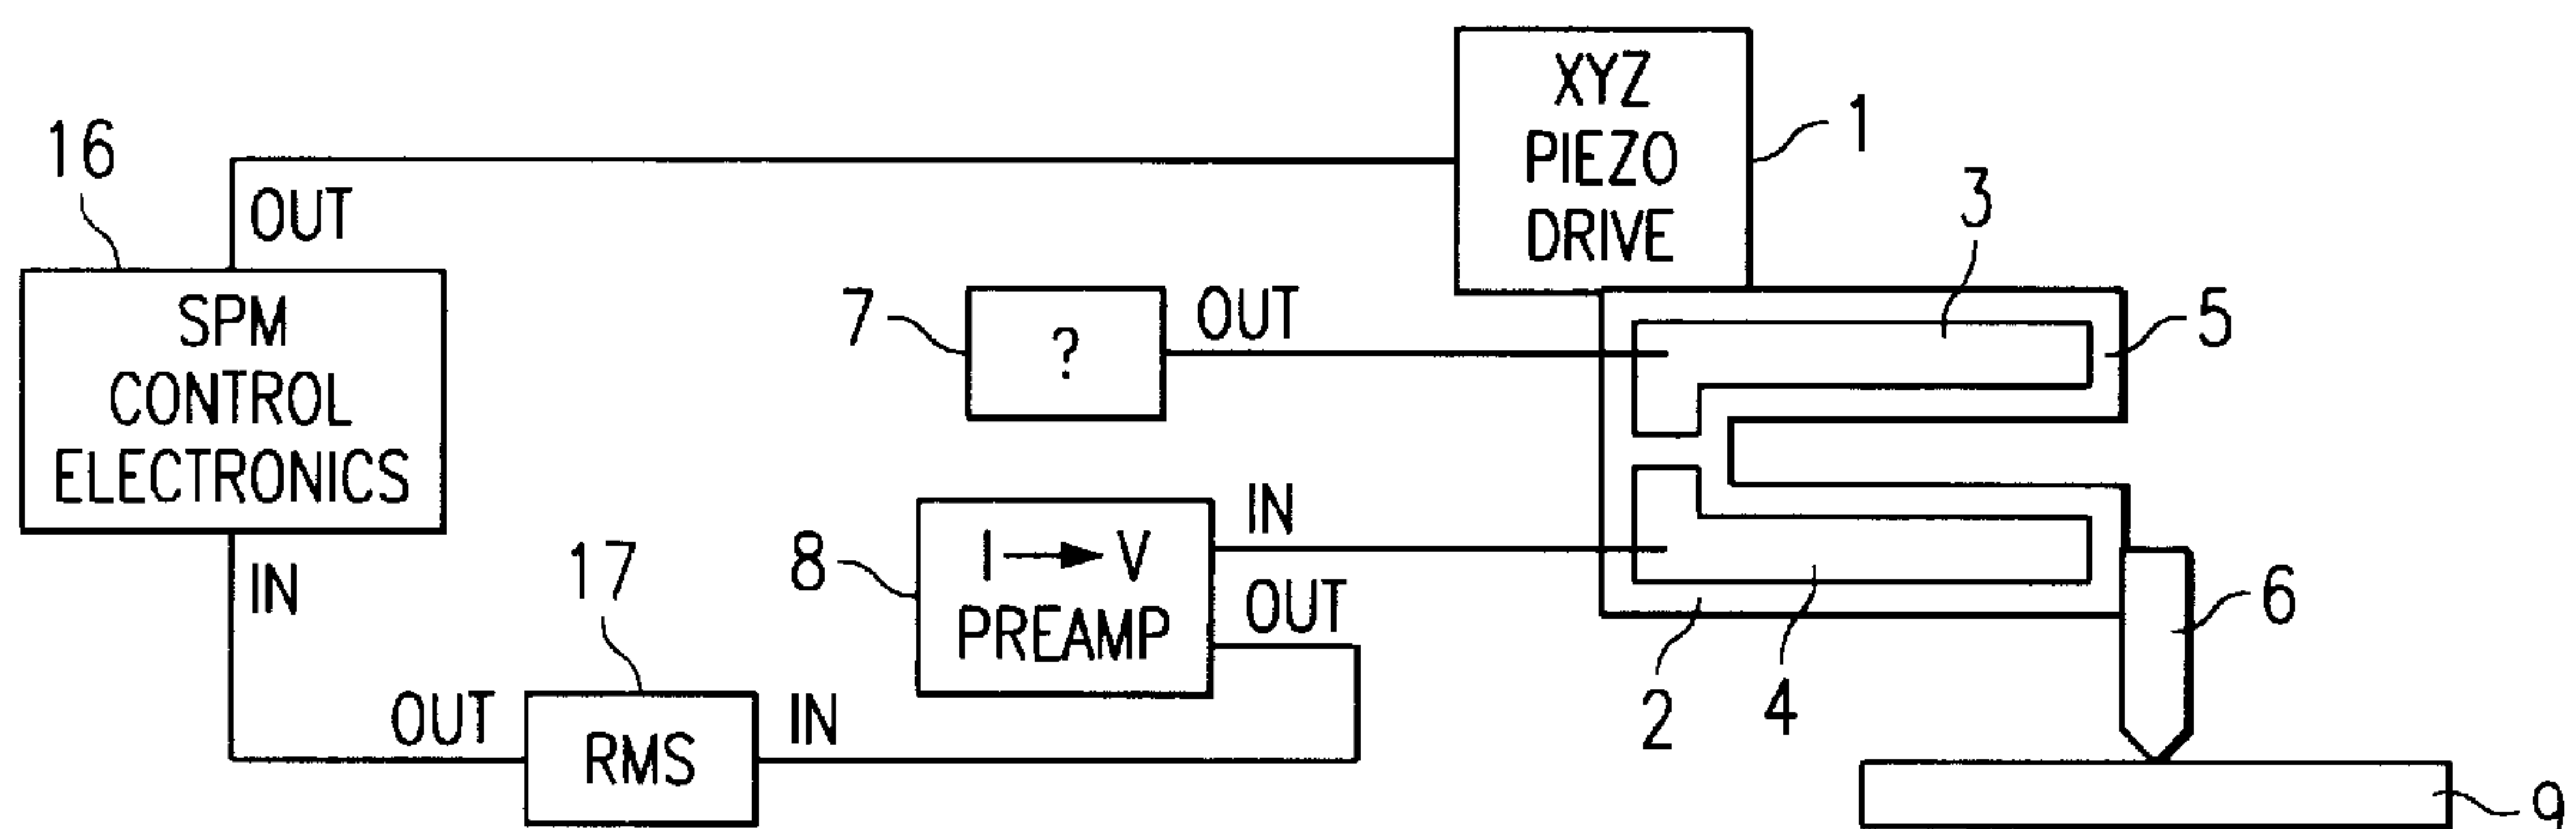 XYZ
PIEZO
DRIVE
1
16
OUT
3
SPM
CONTROL
ELECTRONICS
7
?
OUT
5
IN
8
I → V
PREAMP
IN
OUT
17
6
2
4
OUT
RMS
IN
9